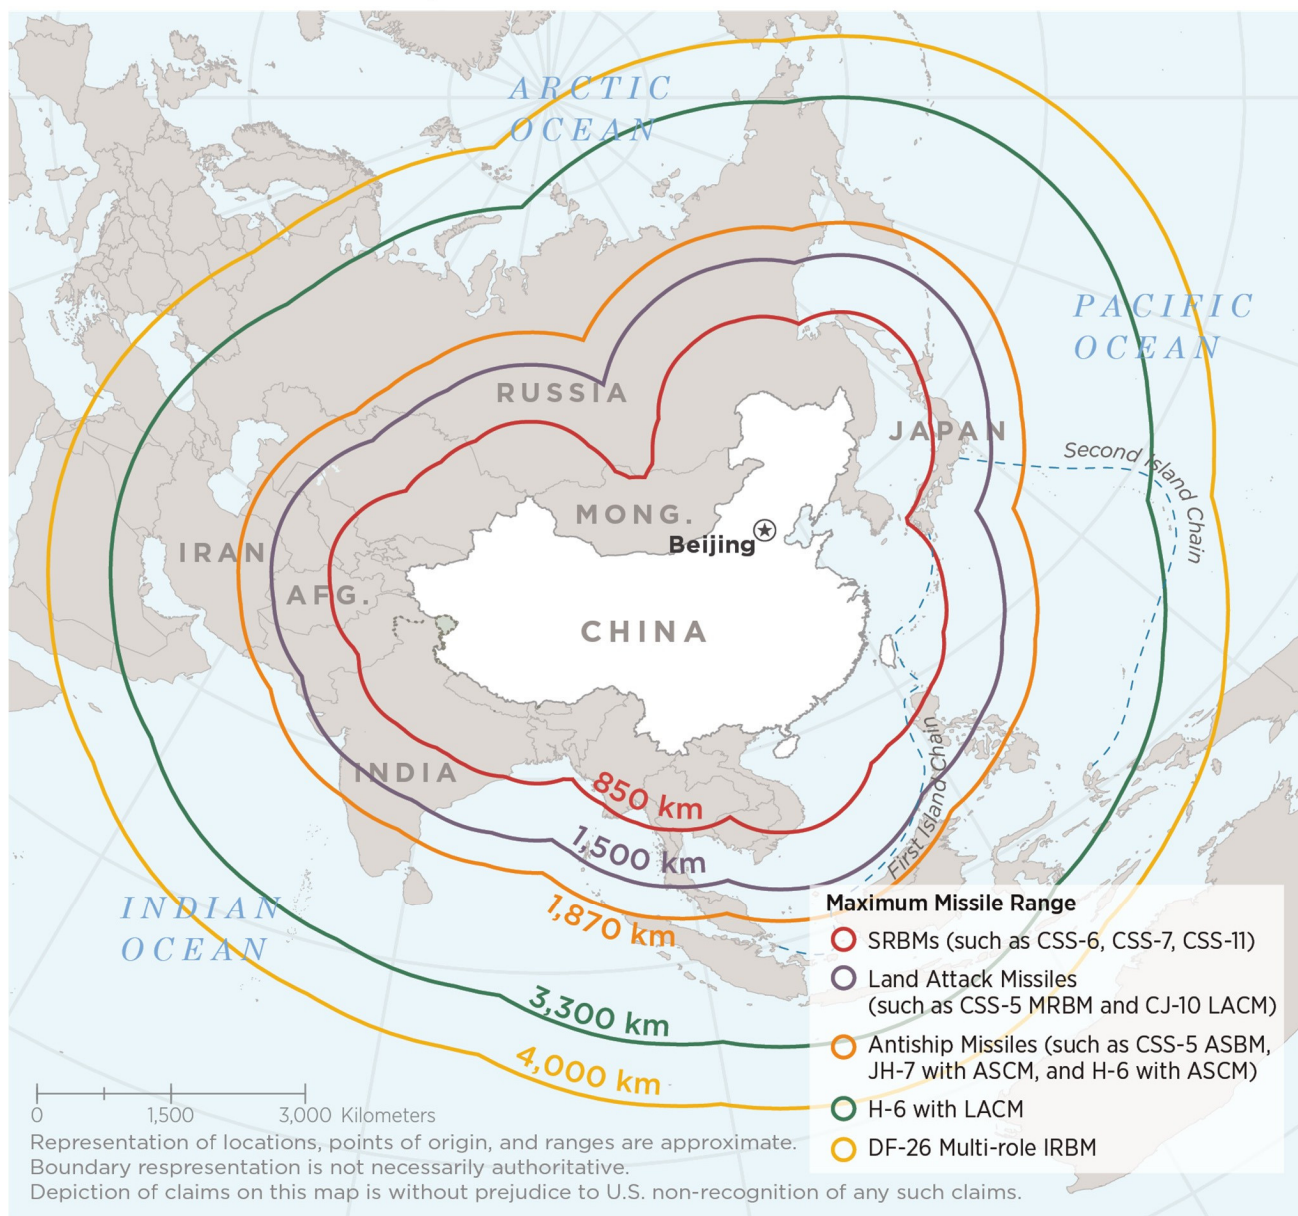 ARCTIC
OCEAN
PACIFIC
OCEAN
RUSSIA
JAPAN
Second Island Chain
MONG.
Beijing
IRAN
AFG.
CHINA
First Island Chain
INDIA
850 km
1,500 km
1,870 km
3,300 km
4,000 km
INDIAN
OCEAN
Maximum Missile Range
SRBMs (such as CSS-6, CSS-7, CSS-11)
Land Attack Missiles
(such as CSS-5 MRBM and CJ-10 LACM)
Antiship Missiles (such as CSS-5 ASBM,
JH-7 with ASCM, and H-6 with ASCM)
H-6 with LACM
DF-26 Multi-role IRBM
0 1,500 3,000 Kilometers
Representation of locations, points of origin, and ranges are approximate.
Boundary respresentation is not necessarily authoritative.
Depiction of claims on this map is without prejudice to U.S. non-recognition of any such claims.